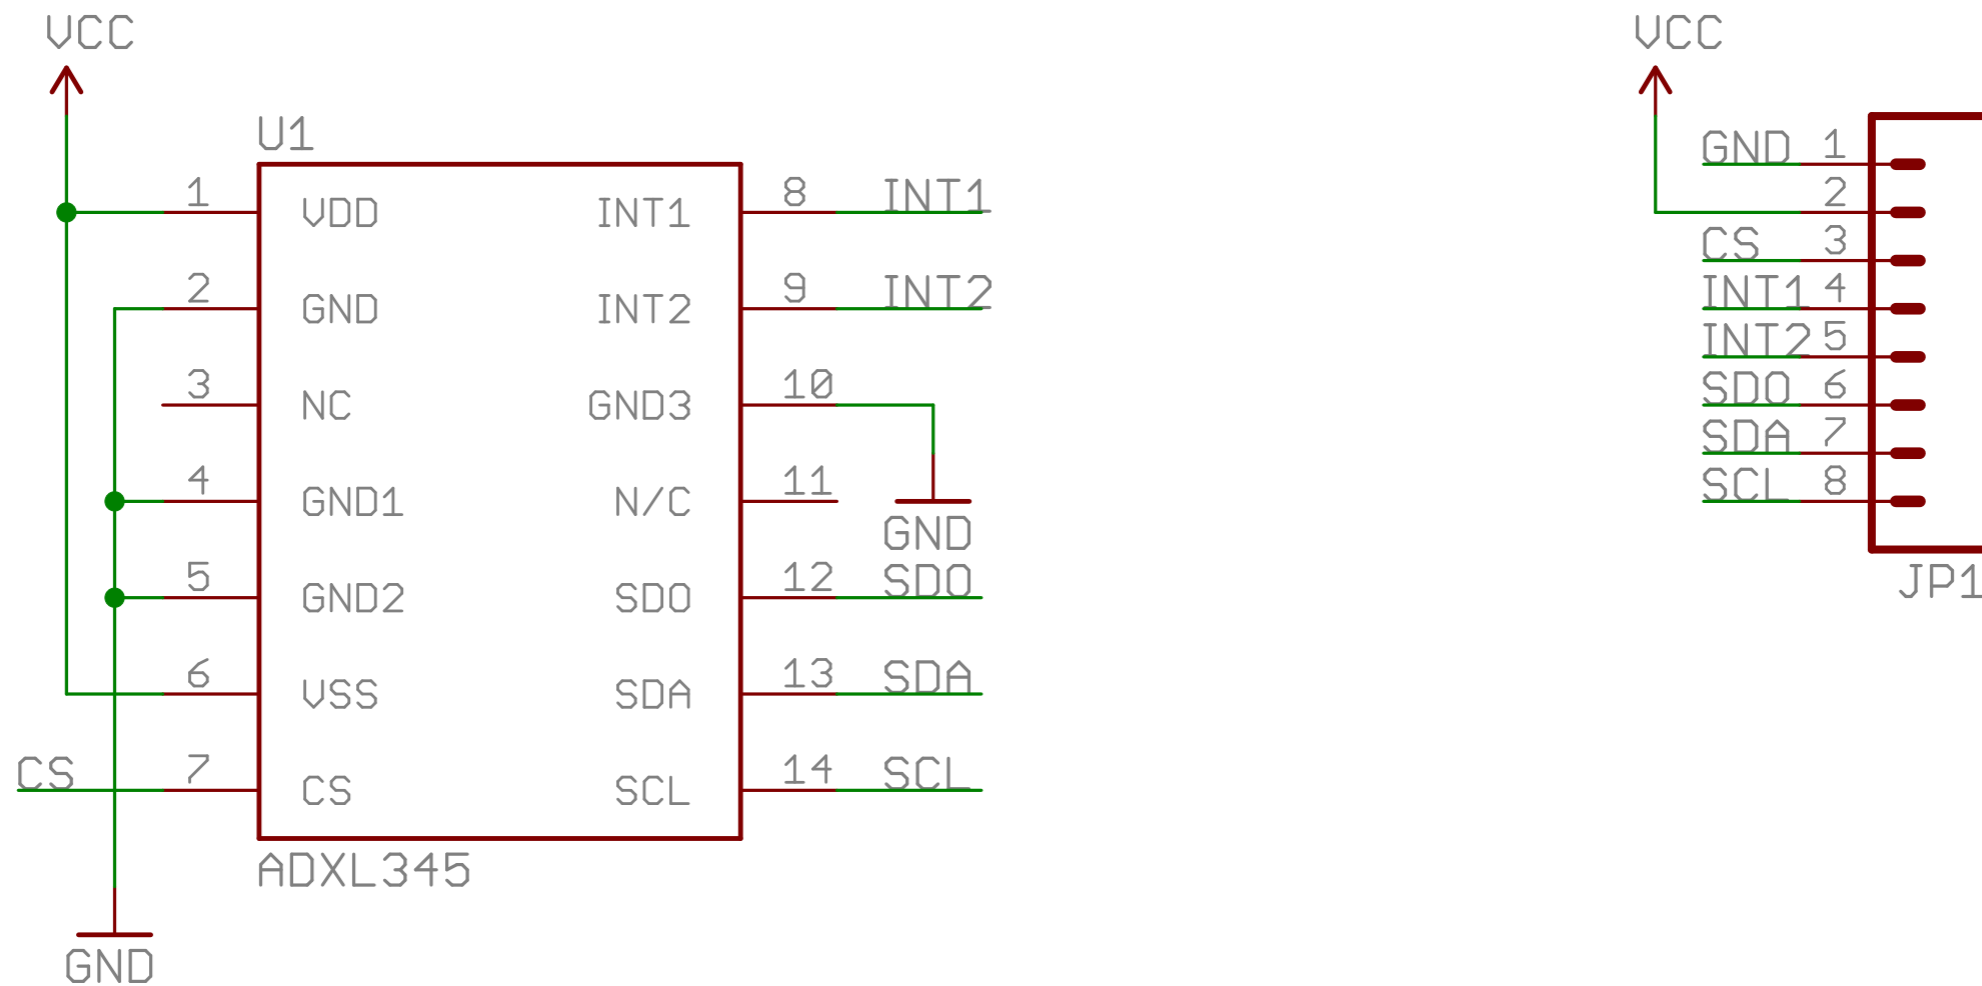 VCC
U1
1 VDD INT1 8 INT1
2 GND INT2 9 INT2
3 NC GND3 10
4 GND1 N/C 11
GND
5 GND2 SDO 12 SDO
6 VSS SDA 13 SDA
CS 7 CS SCL 14 SCL
ADXL345
GND
VCC
GND 1
2
CS 3
INT1 4
INT2 5
SDO 6
SDA 7
SCL 8
JP1